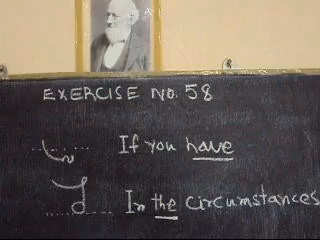 EXERCISE NO. 58
If you have
In the circumstances